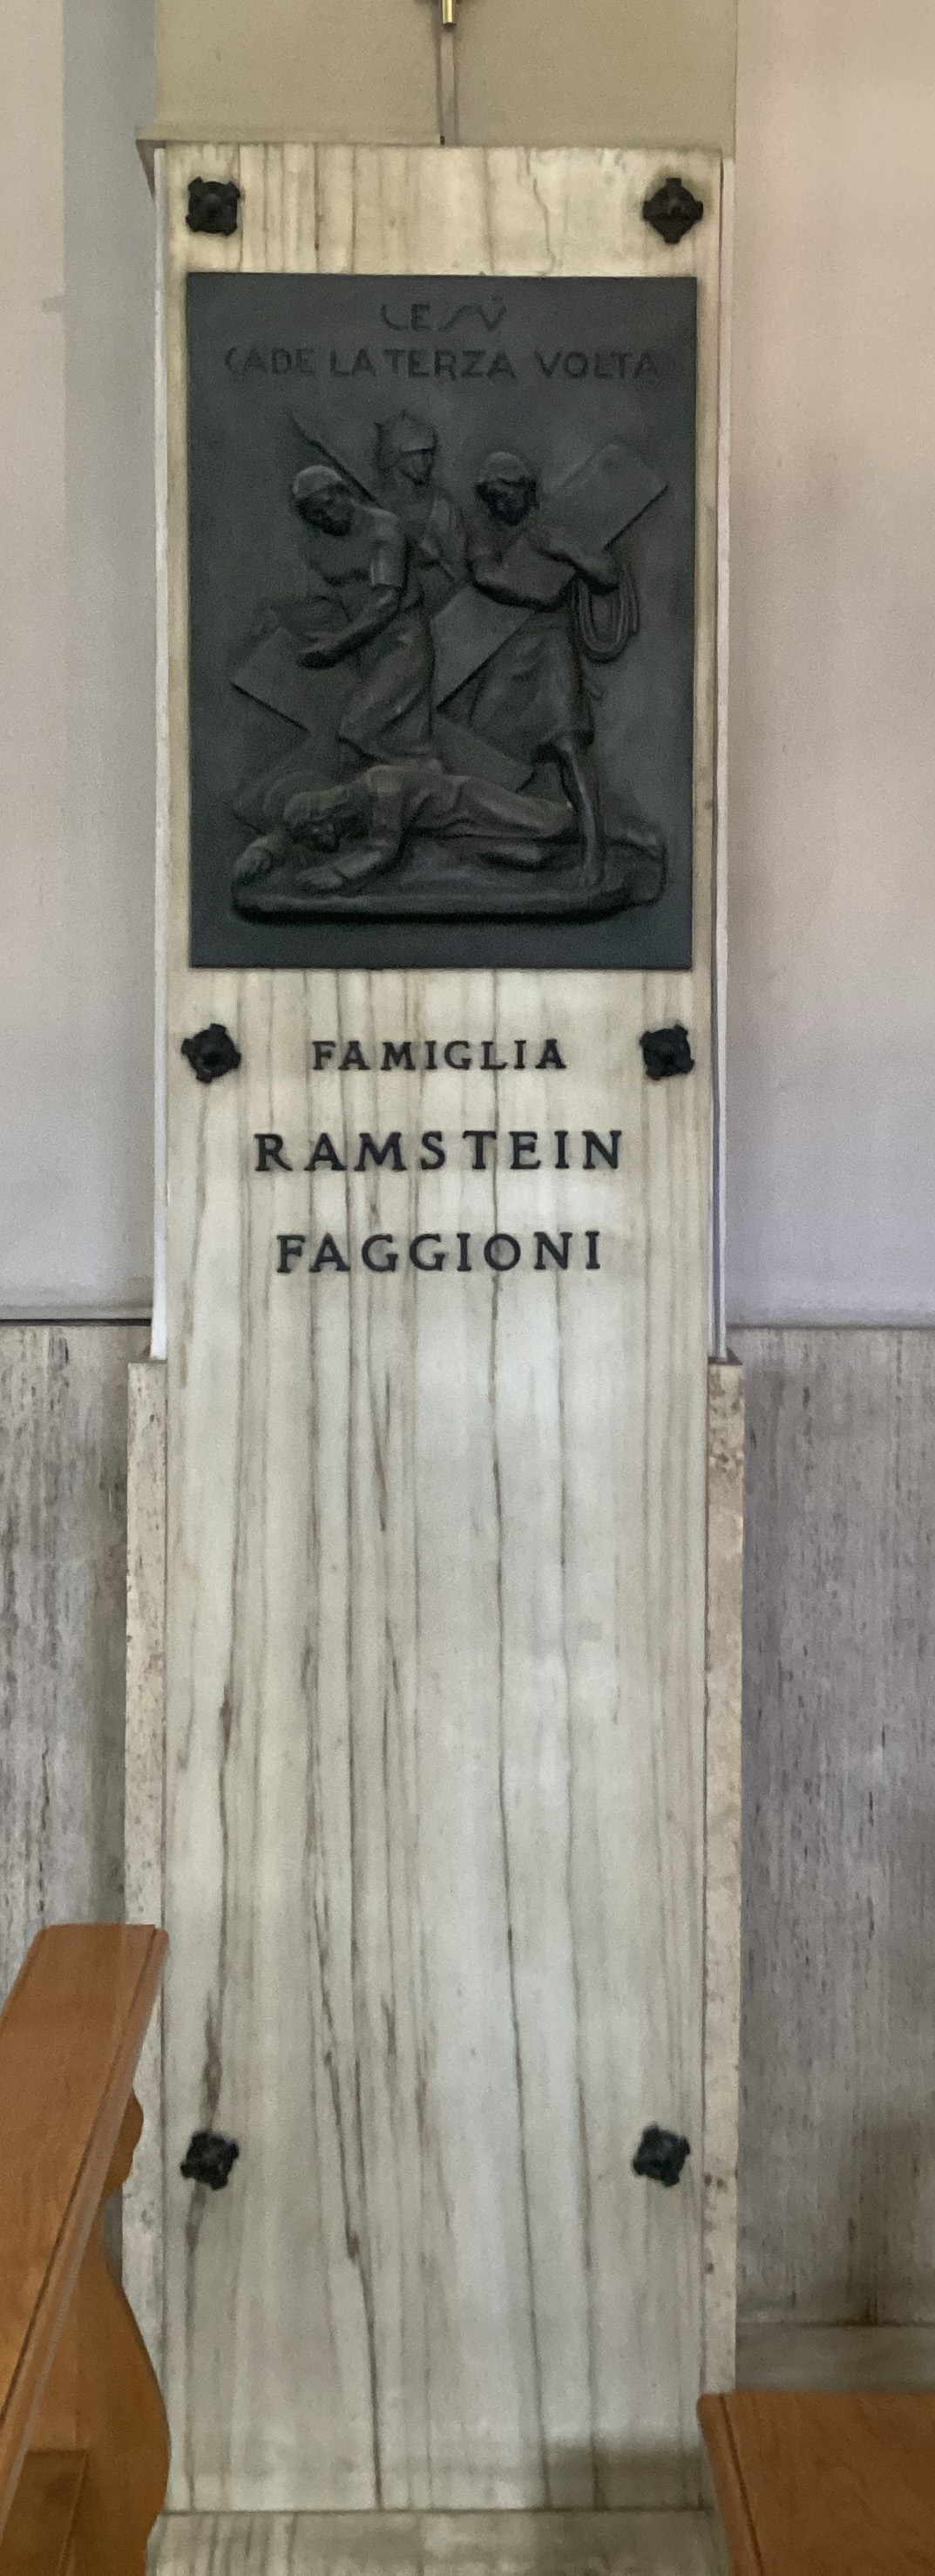 GESÙ
CADE LA TERZA VOLTA
FAMIGLIA
RAMSTEIN
FAGGIONI